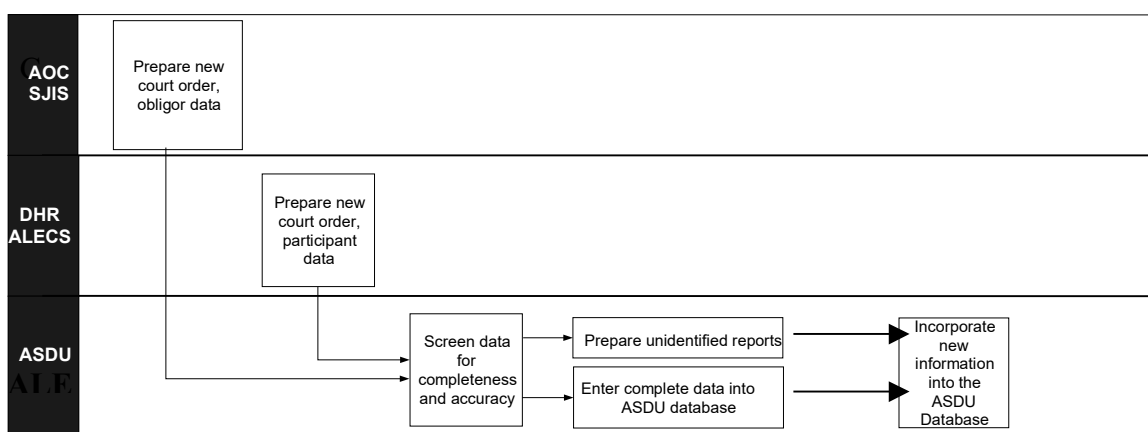 AOC
SJIS
Prepare new
court order,
obligor data
DHR
ALECS
Prepare new
court order,
participant
data
ASDU
ALE
Screen data
for
completeness
and accuracy
Prepare unidentified reports
Enter complete data into
ASDU database
Incorporate
new
information
into the
ASDU
Database